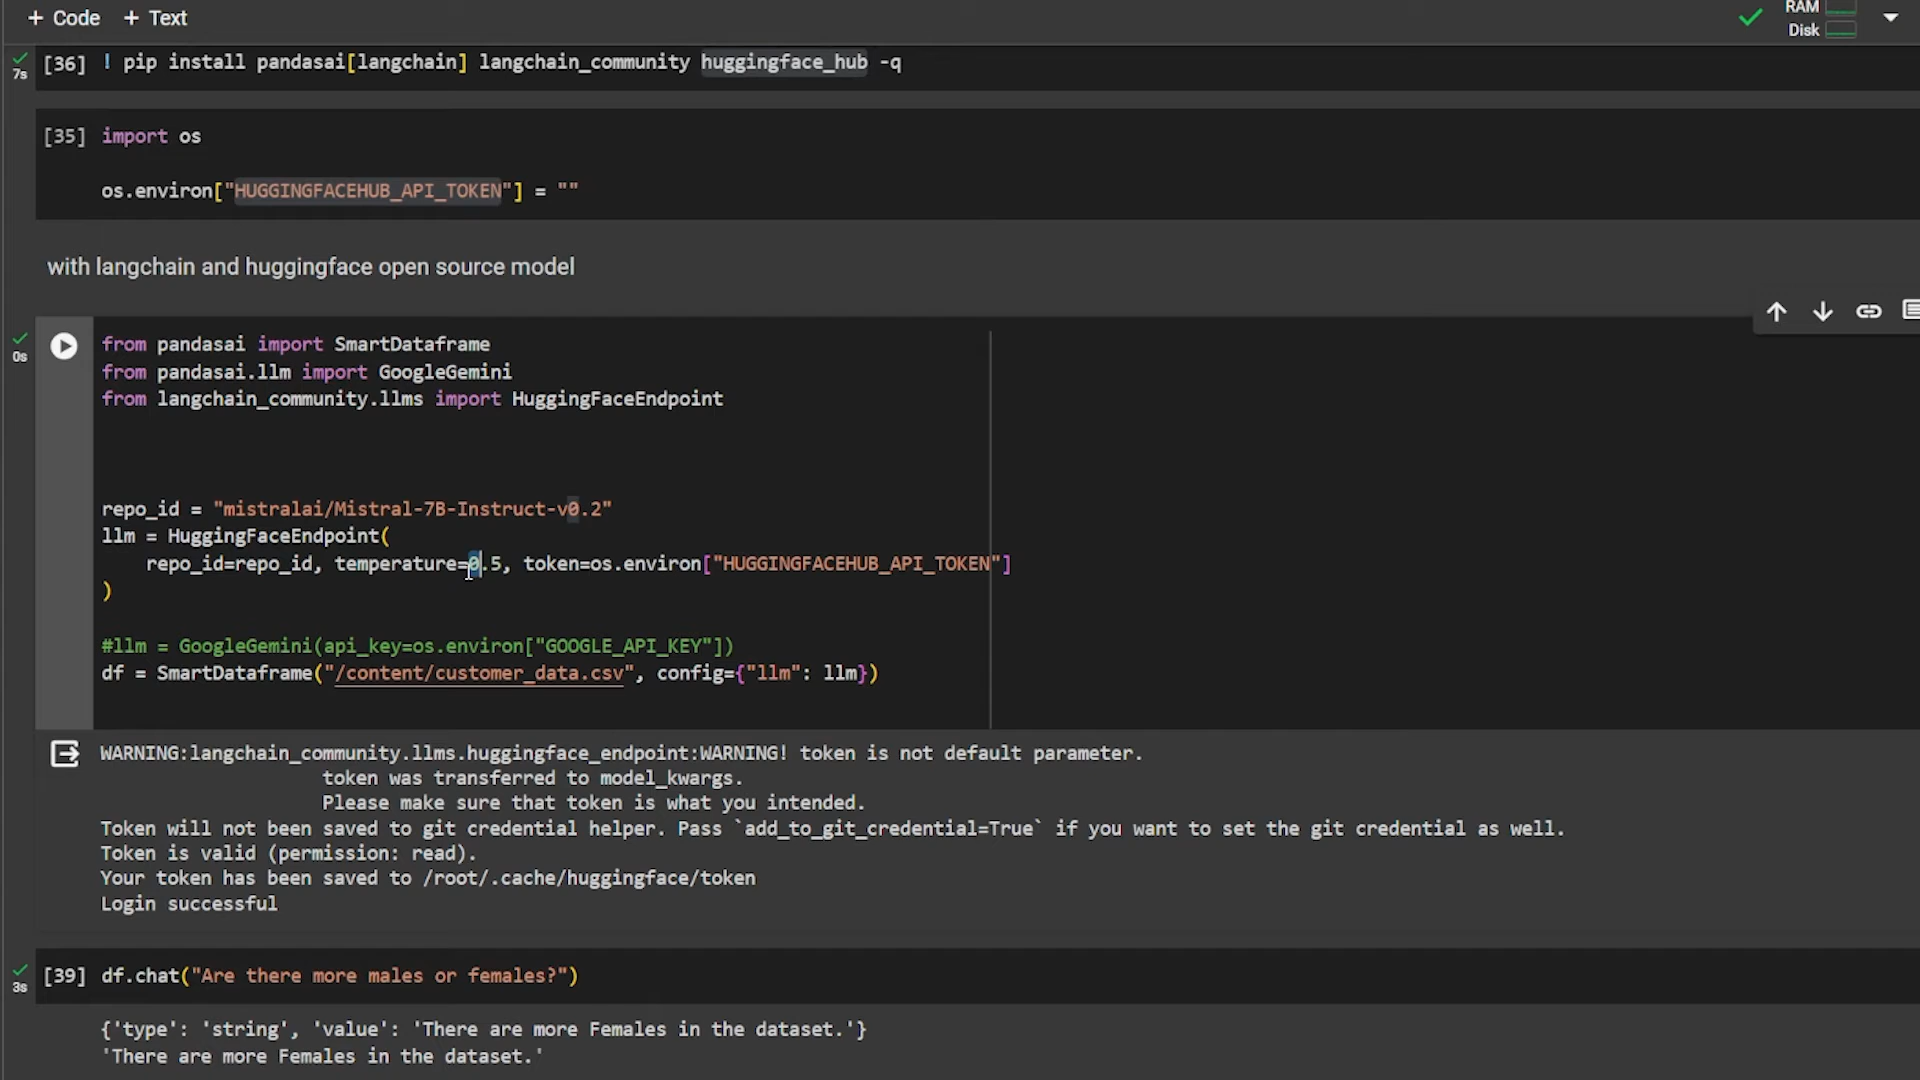 + Code + Text
RAM
Disk
7s
[36] ! pip install pandasai[langchain] langchain_community huggingface_hub -q
[35] import os
os.environ["HUGGINGFACEHUB_API_TOKEN"] = ""
with langchain and huggingface open source model
0s
from pandasai import SmartDataframe
from pandasai.llm import GoogleGemini
from langchain_community.llms import HuggingFaceEndpoint
repo_id = "mistralai/Mistral-7B-Instruct-v0.2"
llm = HuggingFaceEndpoint(
repo_id=repo_id, temperature=0.5, token=os.environ["HUGGINGFACEHUB_API_TOKEN"]
)
#llm = GoogleGemini(api_key=os.environ["GOOGLE_API_KEY"])
df = SmartDataframe("/content/customer_data.csv", config={"llm": llm})
WARNING:langchain_community.llms.huggingface_endpoint:WARNING! token is not default parameter.
token was transferred to model_kwargs.
Please make sure that token is what you intended.
Token will not been saved to git credential helper. Pass `add_to_git_credential=True` if you want to set the git credential as well.
Token is valid (permission: read).
Your token has been saved to /root/.cache/huggingface/token
Login successful
3s
[39] df.chat("Are there more males or females?")
{'type': 'string', 'value': 'There are more Females in the dataset.'}
'There are more Females in the dataset.'